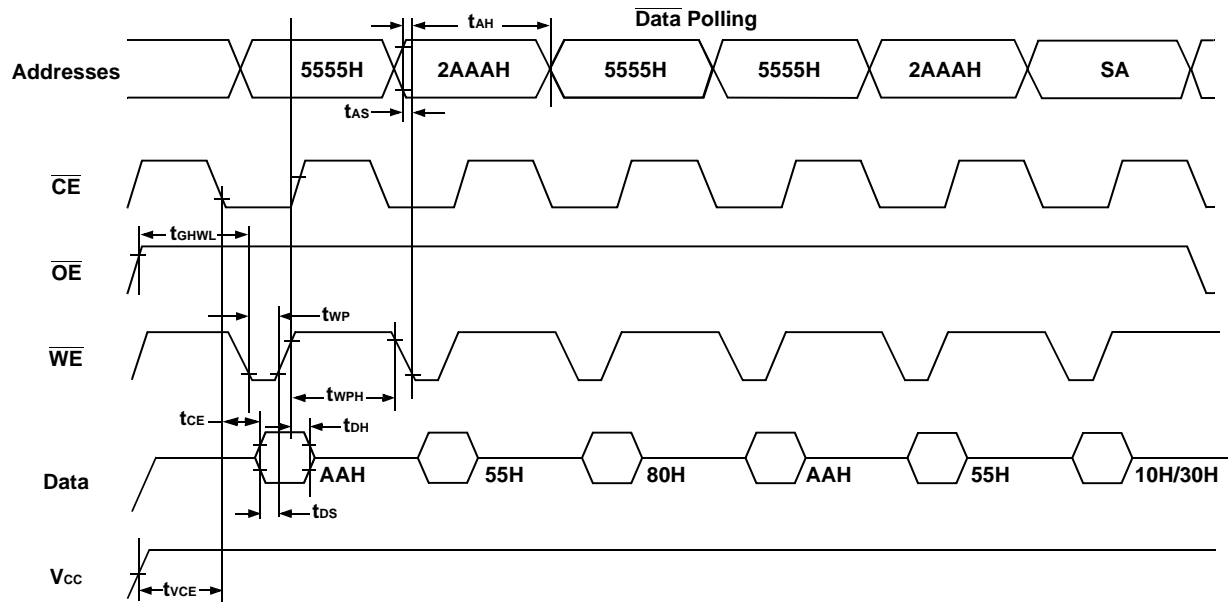 tAH Data Polling
Addresses 5555H 2AAAH 5555H 5555H 2AAAH SA
tAS
CE
tGHWL
OE
tWP
WE
tWPH
tCE tDH
Data AAH 55H 80H AAH 55H 10H/30H
tDS
VCC
tVCE